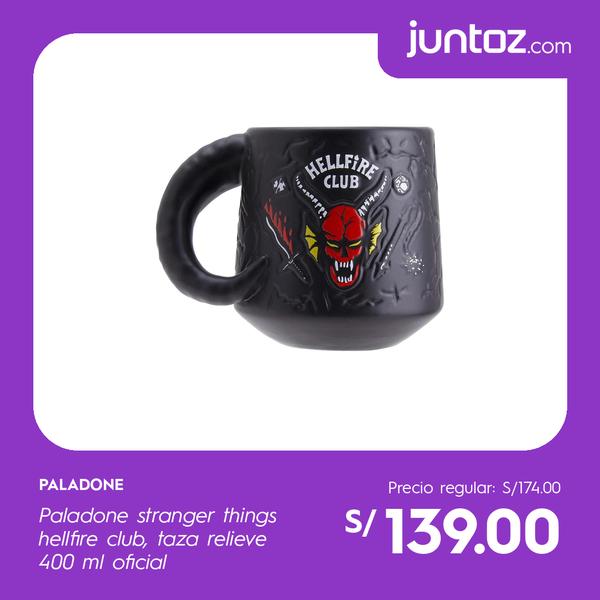 juntoz.com
HELLFIRE
CLUB
PALADONE
Paladone stranger things
hellfire club, taza relieve
400 ml oficial
Precio regular: S/174.00
S/139.00